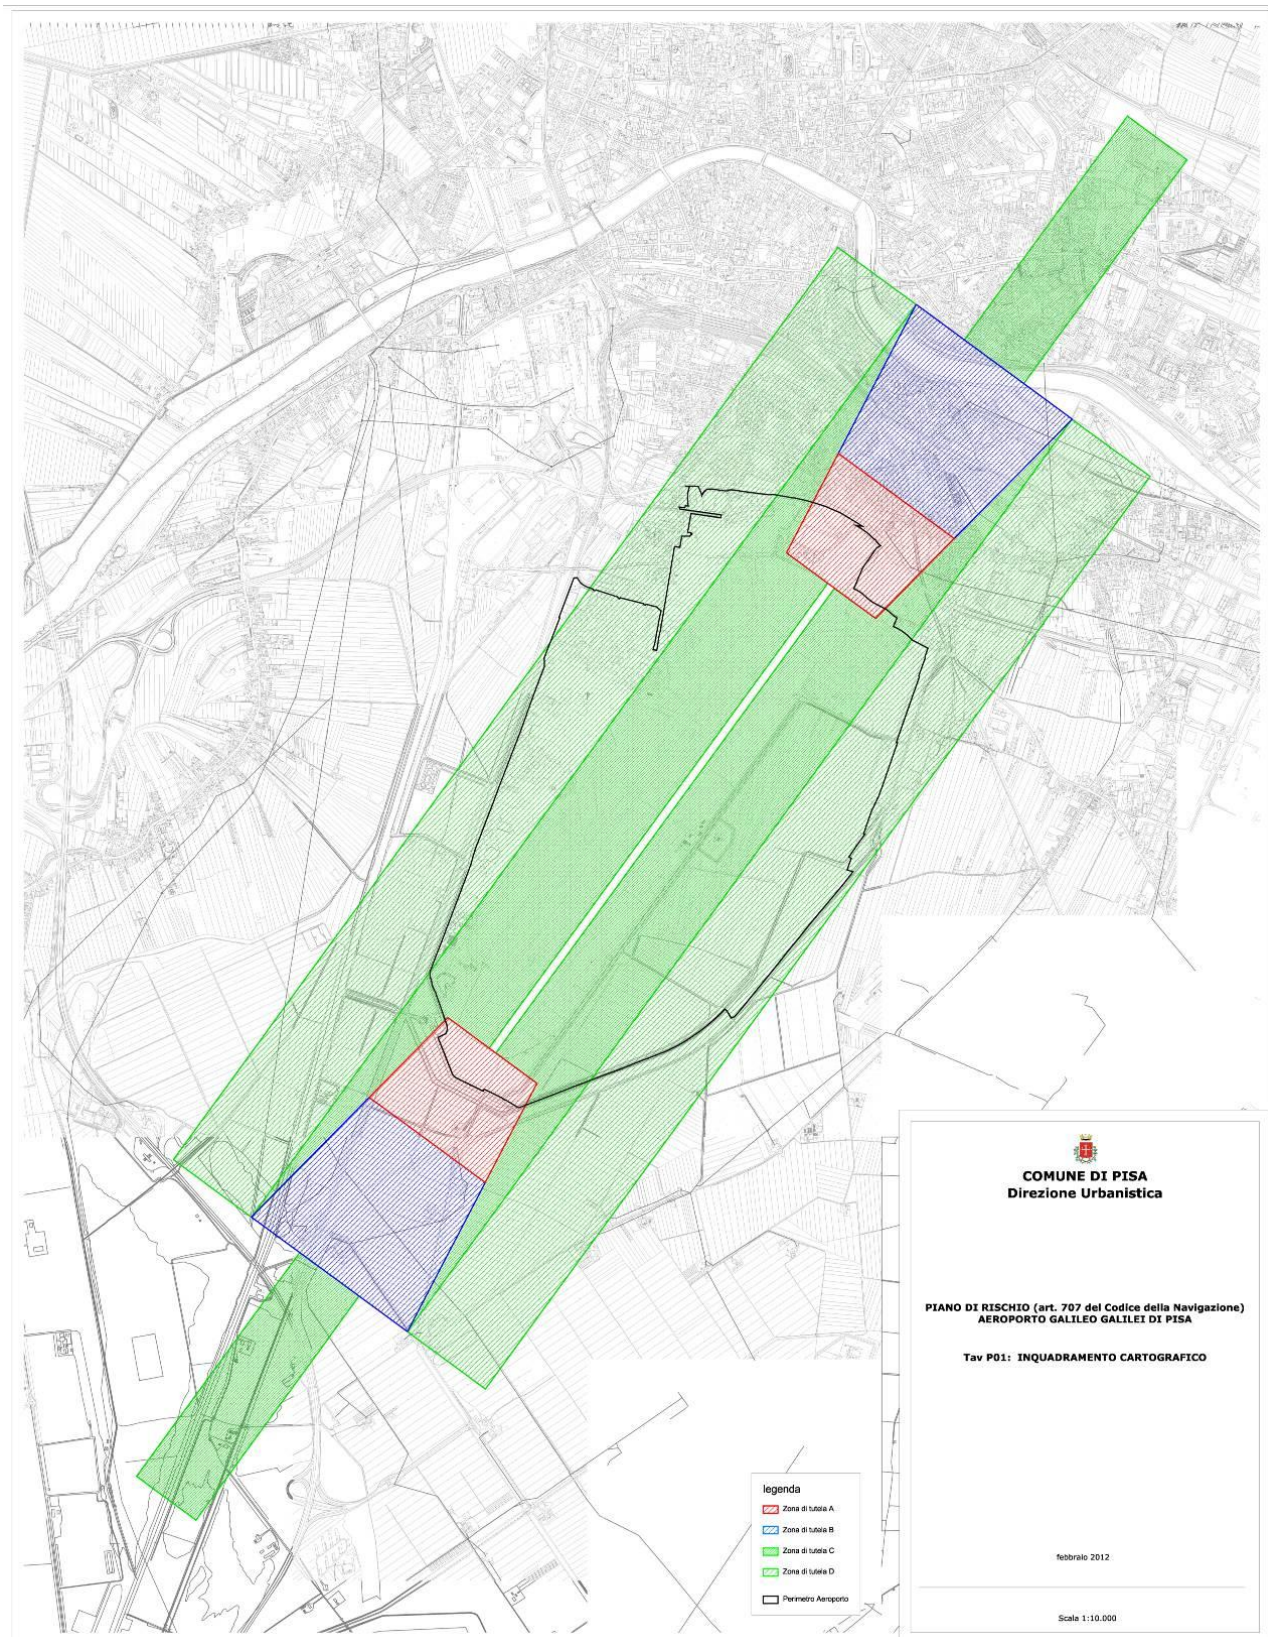 COMUNE DI PISA
Direzione Urbanistica
PIANO DI RISCHIO (art. 707 del Codice della Navigazione)
AEROPORTO GALILEO GALILEI DI PISA
Tav P01: INQUADRAMENTO CARTOGRAFICO
febbraio 2012
Scala 1:10.000
legenda
Zona di tutela A
Zona di tutela B
Zona di tutela C
Zona di tutela D
Perimetro Aeroporto